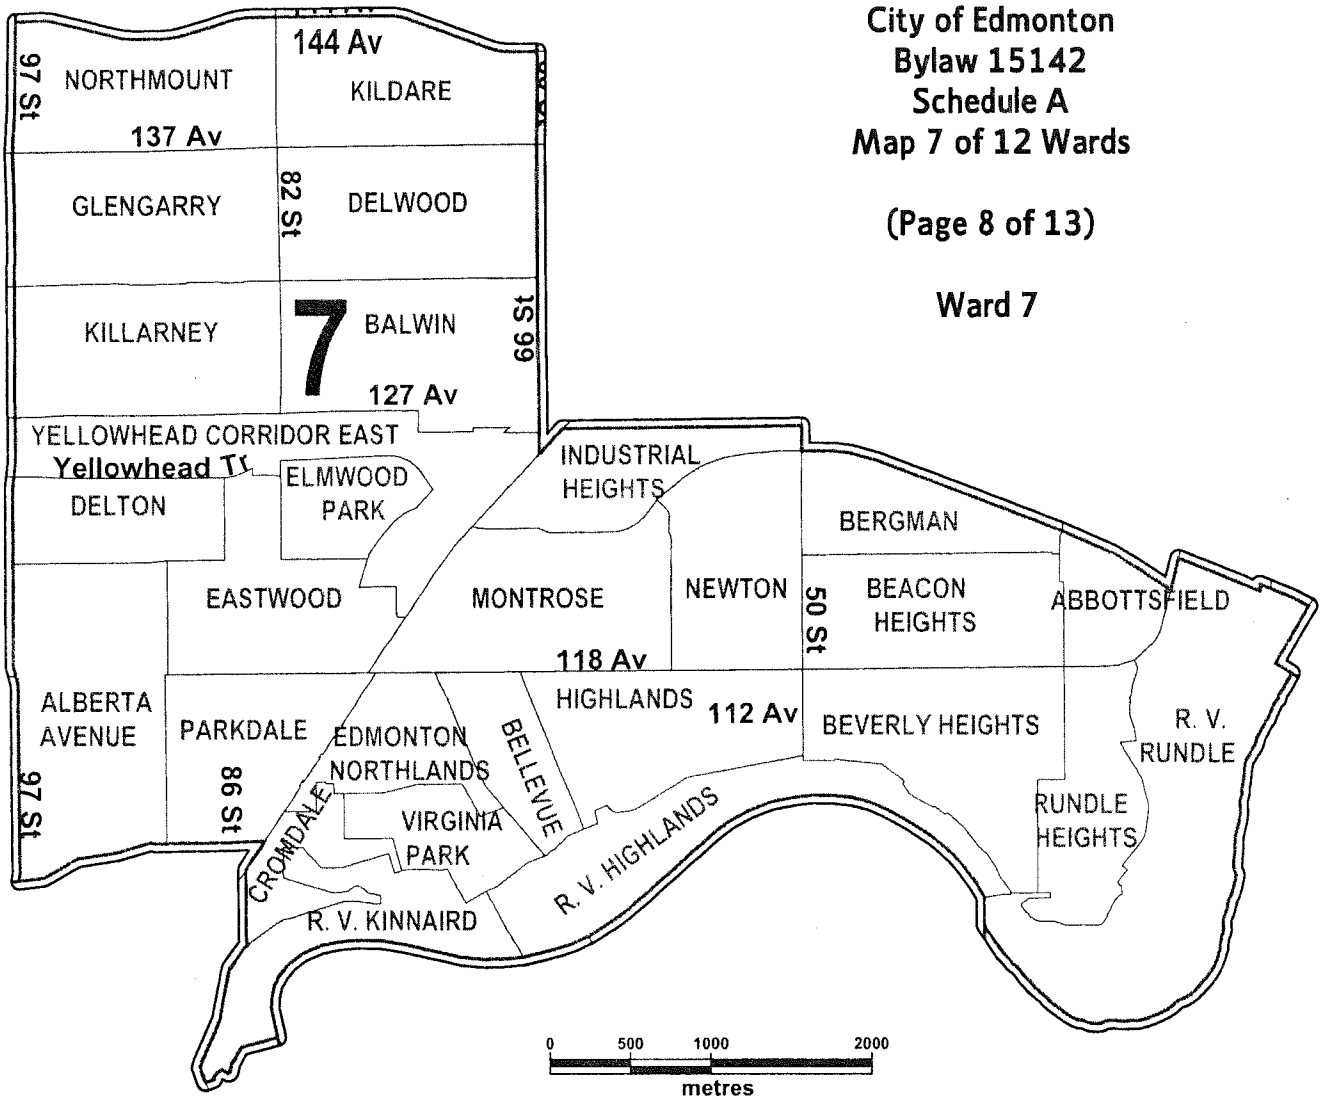 City of Edmonton
Bylaw 15142
Schedule A
Map 7 of 12 Wards
(Page 8 of 13)
Ward 7
144 Av
97 St
NORTHMOUNT
KILDARE
137 Av
82 St
GLENGARRY
DELWOOD
7
KILLARNEY
BALWIN
66 St
127 Av
YELLOWHEAD CORRIDOR EAST
Yellowhead Tr
DELTON
ELMWOOD
PARK
INDUSTRIAL
HEIGHTS
BERGMAN
EASTWOOD
MONTROSE
NEWTON
50 St
BEACON
HEIGHTS
ABBOTTSFIELD
118 Av
ALBERTA
AVENUE
PARKDALE
EDMONTON
NORTHLANDS
BELLEVUE
HIGHLANDS
112 Av
BEVERLY HEIGHTS
R. V.
RUNDLE
97 St
86 St
CROMDALE
VIRGINIA
PARK
R. V. HIGHLANDS
RUNDLE
HEIGHTS
R. V. KINNAIRD
0 500 1000 2000
metres